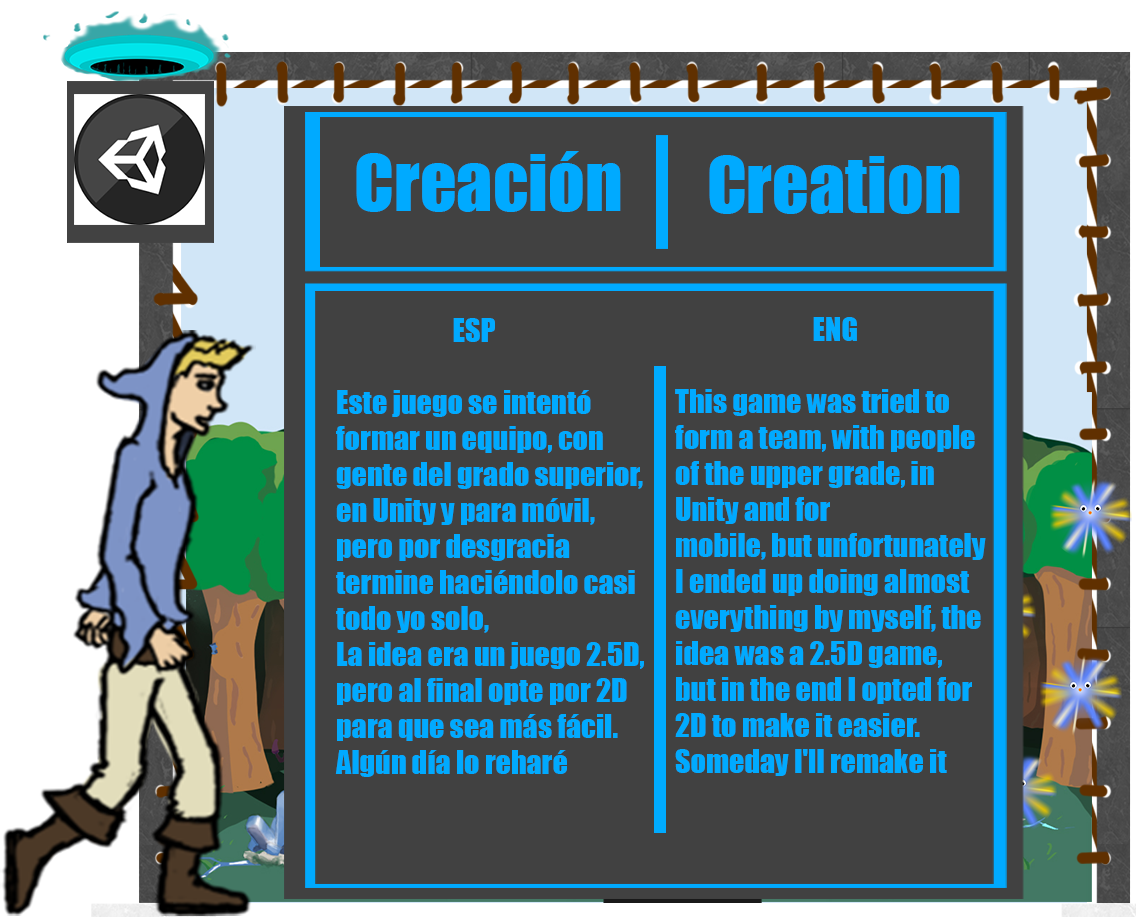 Creación
Creation
ESP
Este juego se intentó
formar un equipo, con
gente del grado superior,
en Unity y para móvil,
pero por desgracia
termine haciéndolo casi
todo yo solo,
La idea era un juego 2.5D,
pero al final opte por 2D
para que sea más fácil.
Algún día lo reharé
ENG
This game was tried to
form a team, with people
of the upper grade, in
Unity and for
mobile, but unfortunately
I ended up doing almost
everything by myself, the
idea was a 2.5D game,
but in the end I opted for
2D to make it easier.
Someday I'll remake it